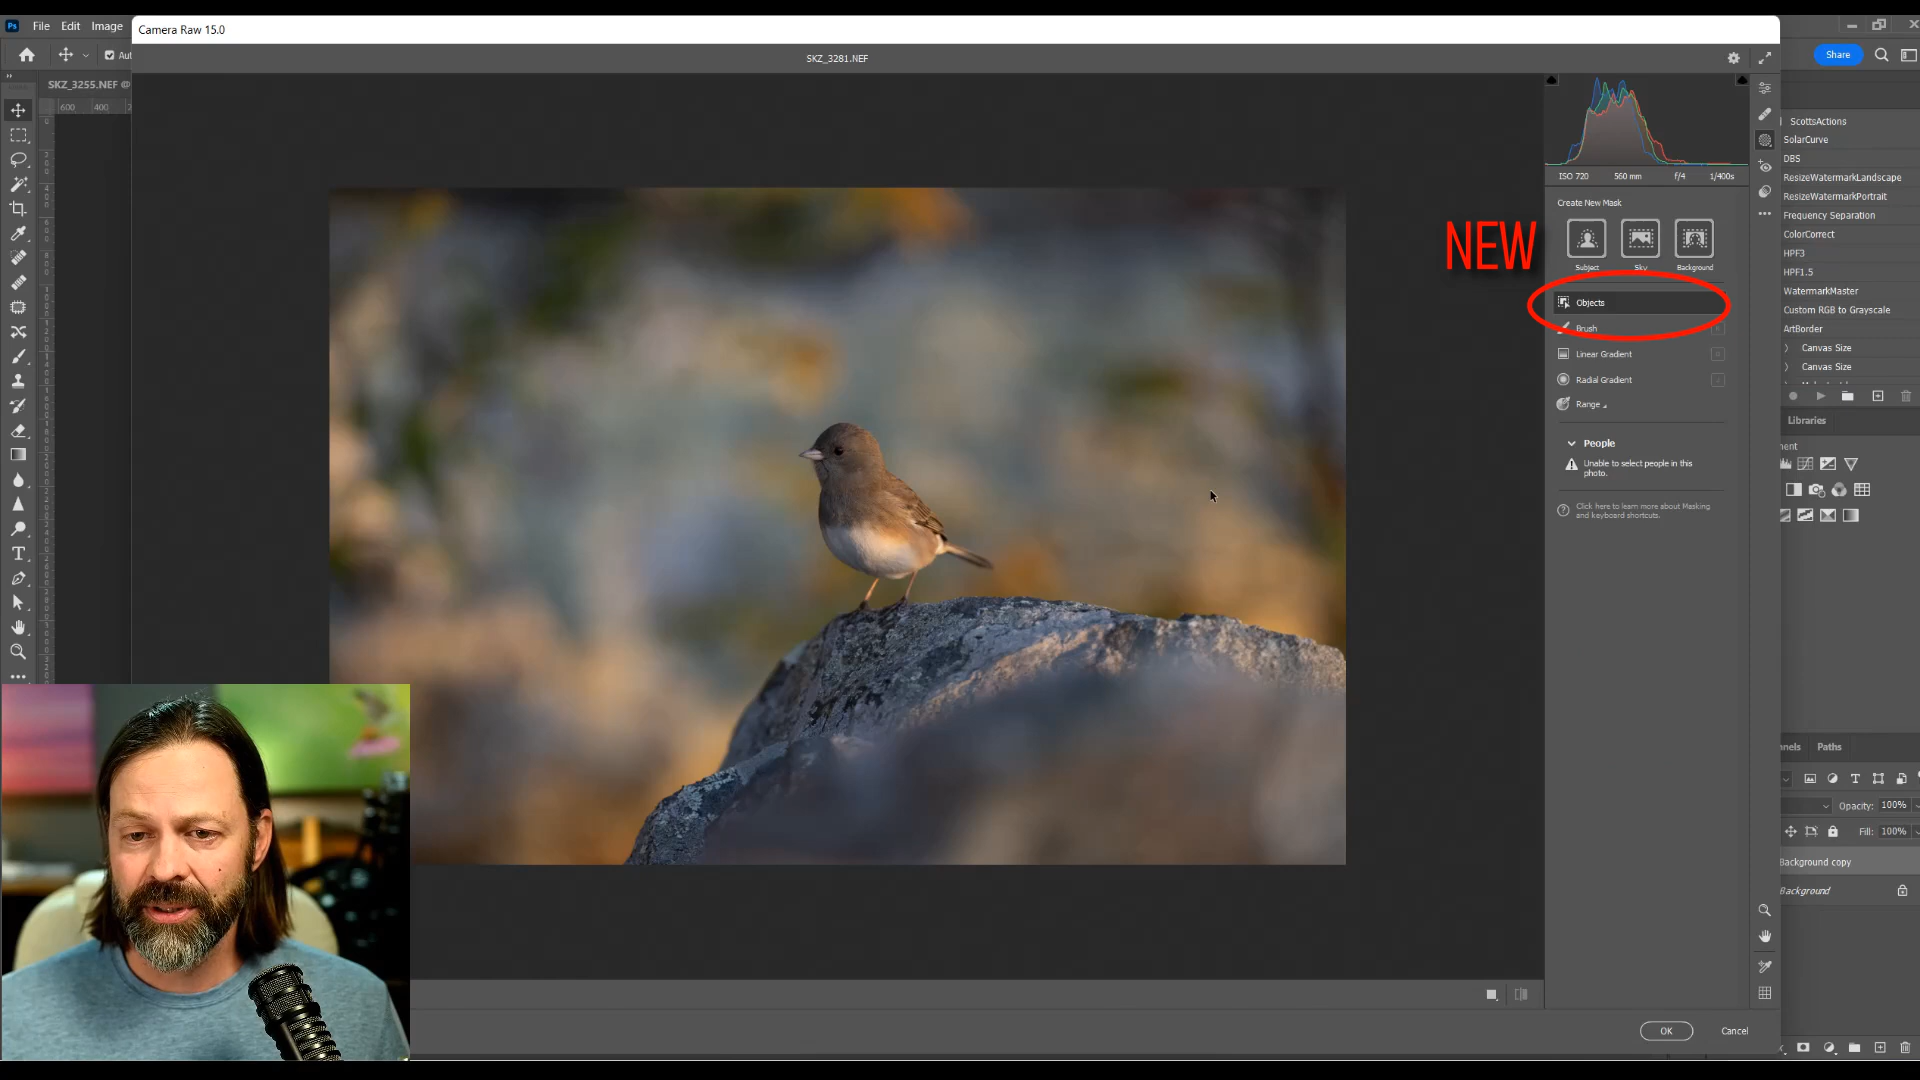 Ps File Edit Image
Camera Raw 15.0
SKZ_3281.NEF
Share
SKZ_3255.NEF @
600 400
ISO 720 560 mm f/4 1/400s
Create New Mask
Subject Sky Background
NEW
Objects
Brush
Linear Gradient
Radial Gradient
Range
People
Unable to select people in this
photo.
Click here to learn more about Masking
and keyboard shortcuts.
ScottsActions
SolarCurve
DBS
ResizeWatermarkLandscape
ResizeWatermarkPortrait
Frequency Separation
ColorCorrect
HPF3
HPF1.5
WatermarkMaster
Custom RGB to Grayscale
ArtBorder
Canvas Size
Canvas Size
Libraries
Paths
Opacity: 100%
Fill: 100%
Background copy
Background
OK Cancel